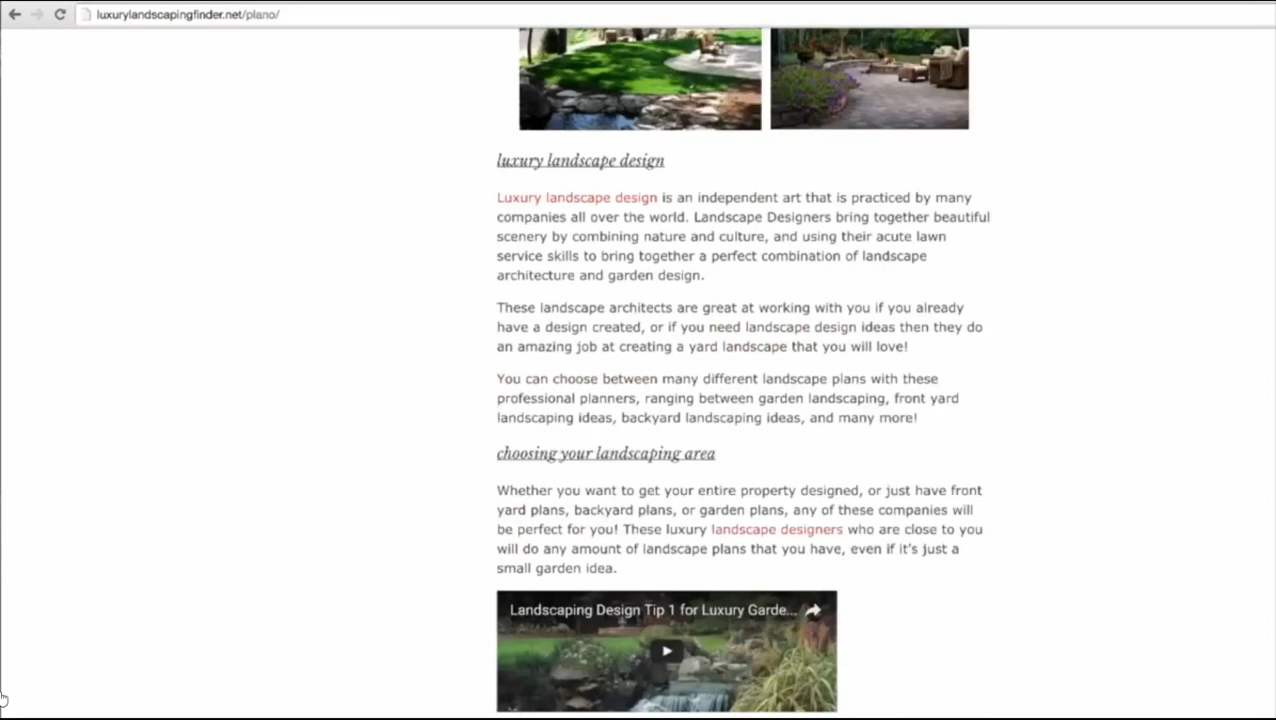 luxurylandscapingfinder.net/plano/
luxury landscape design
Luxury landscape design is an independent art that is practiced by many
companies all over the world. Landscape Designers bring together beautiful
scenery by combining nature and culture, and using their acute lawn
service skills to bring together a perfect combination of landscape
architecture and garden design.
These landscape architects are great at working with you if you already
have a design created, or if you need landscape design ideas then they do
an amazing job at creating a yard landscape that you will love!
You can choose between many different landscape plans with these
professional planners, ranging between garden landscaping, front yard
landscaping ideas, backyard landscaping ideas, and many more!
choosing your landscaping area
Whether you want to get your entire property designed, or just have front
yard plans, backyard plans, or garden plans, any of these companies will
be perfect for you! These luxury landscape designers who are close to you
will do any amount of landscape plans that you have, even if it's just a
small garden idea.
Landscaping Design Tip 1 for Luxury Garde...